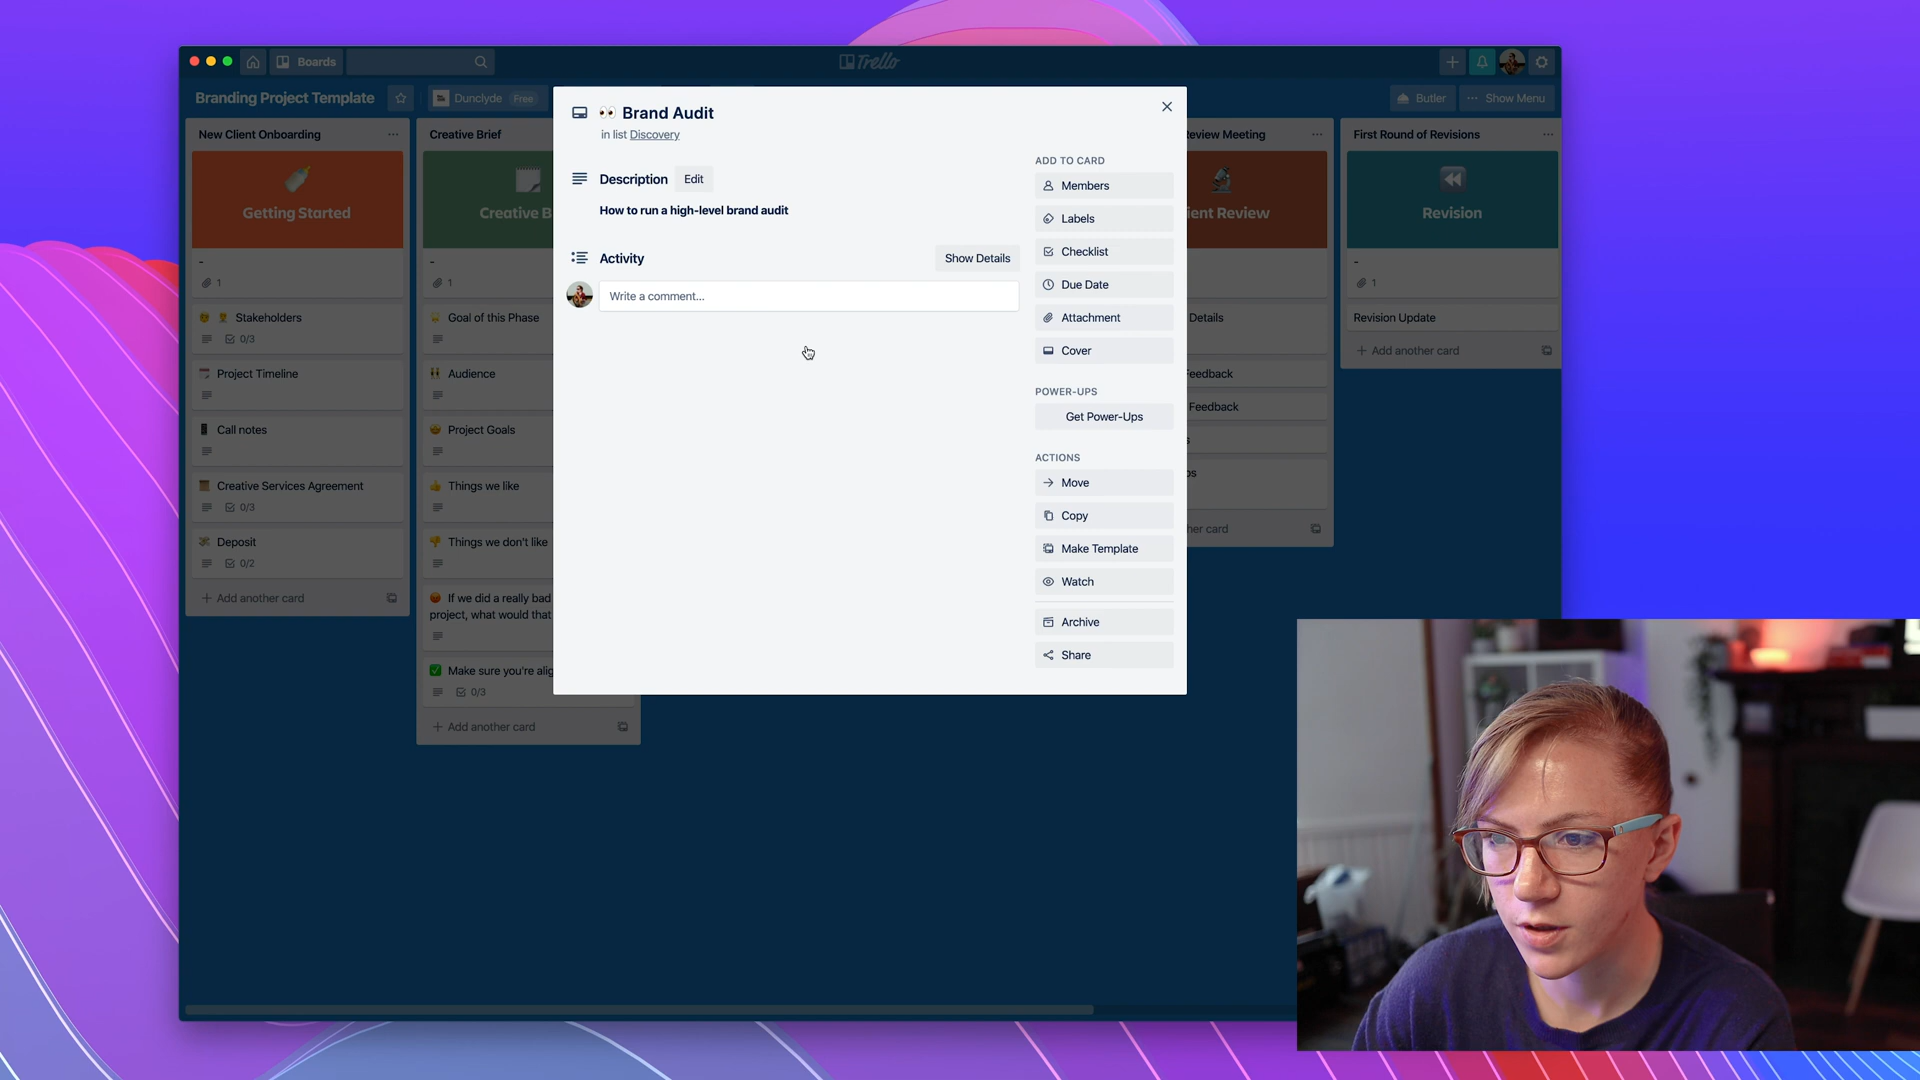 Boards
Trello
Branding Project Template
Dunclyde
Free
Butler
Show Menu
New Client Onboarding
Getting Started
-
1
Stakeholders
0/3
Project Timeline
Call notes
Creative Services Agreement
0/3
Deposit
0/2
Add another card
Creative Brief
Creative B
-
1
Goal of this Phase
Audience
Project Goals
Things we like
Things we don't like
If we did a really bad
project, what would that
Make sure you're alig
0/3
Add another card
Brand Audit
in list Discovery
Description
Edit
How to run a high-level brand audit
Activity
Show Details
Write a comment...
ADD TO CARD
Members
Labels
Checklist
Due Date
Attachment
Cover
POWER-UPS
Get Power-Ups
ACTIONS
Move
Copy
Make Template
Watch
Archive
Share
eview Meeting
ient Review
Details
eedback
Feedback
s
ps
her card
First Round of Revisions
Revision
-
1
Revision Update
Add another card